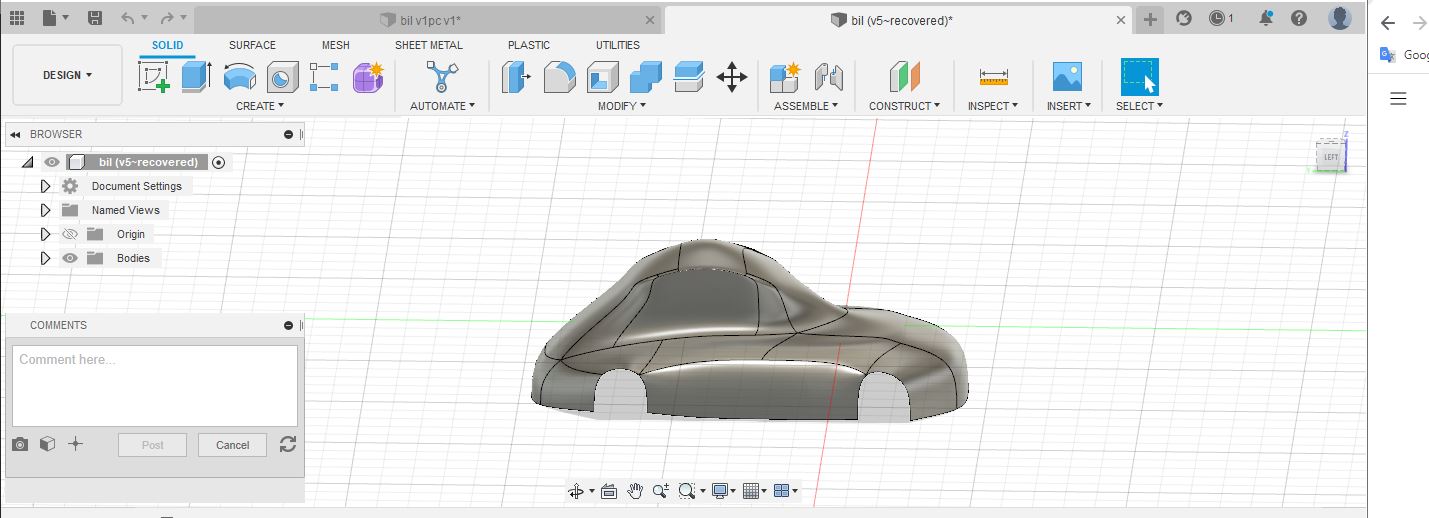 bil v1pc v1*
bil (v5~recovered)*
1
DESIGN
SOLID SURFACE MESH SHEET METAL PLASTIC UTILITIES
CREATE AUTOMATE MODIFY ASSEMBLE CONSTRUCT INSPECT INSERT SELECT
BROWSER
bil (v5~recovered)
Document Settings
Named Views
Origin
Bodies
COMMENTS
Comment here...
Post Cancel
Z
LEFT
Y
Goog